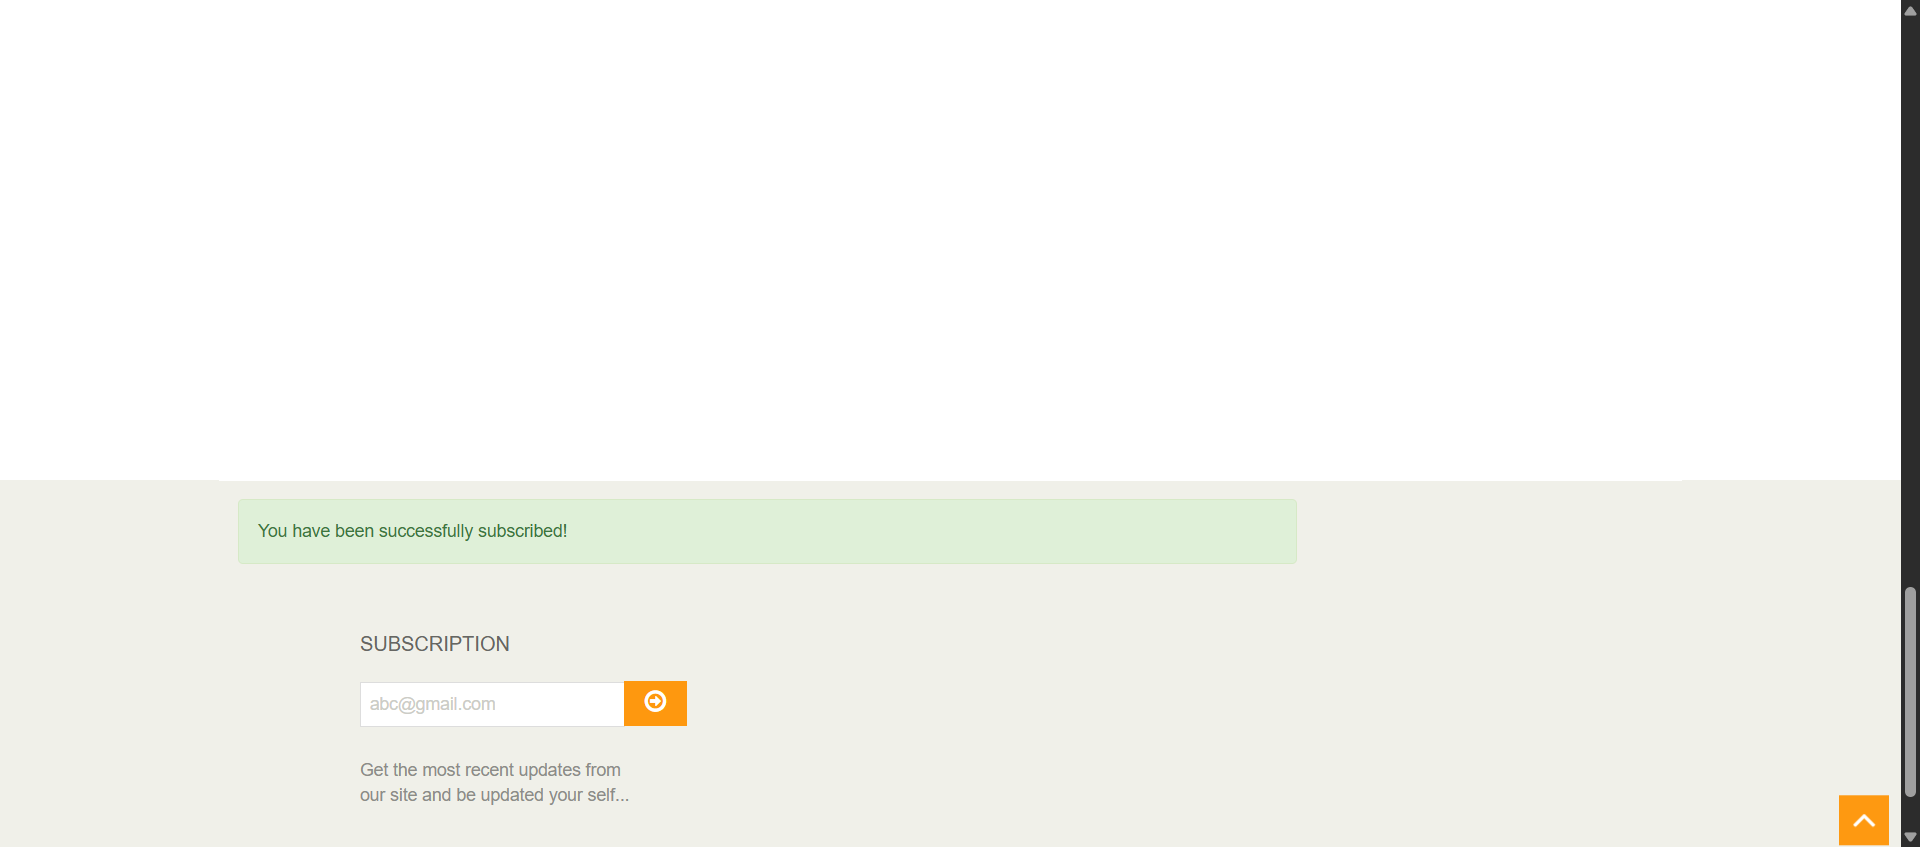 You have been successfully subscribed!
SUBSCRIPTION
abc@gmail.com
Get the most recent updates from
our site and be updated your self...